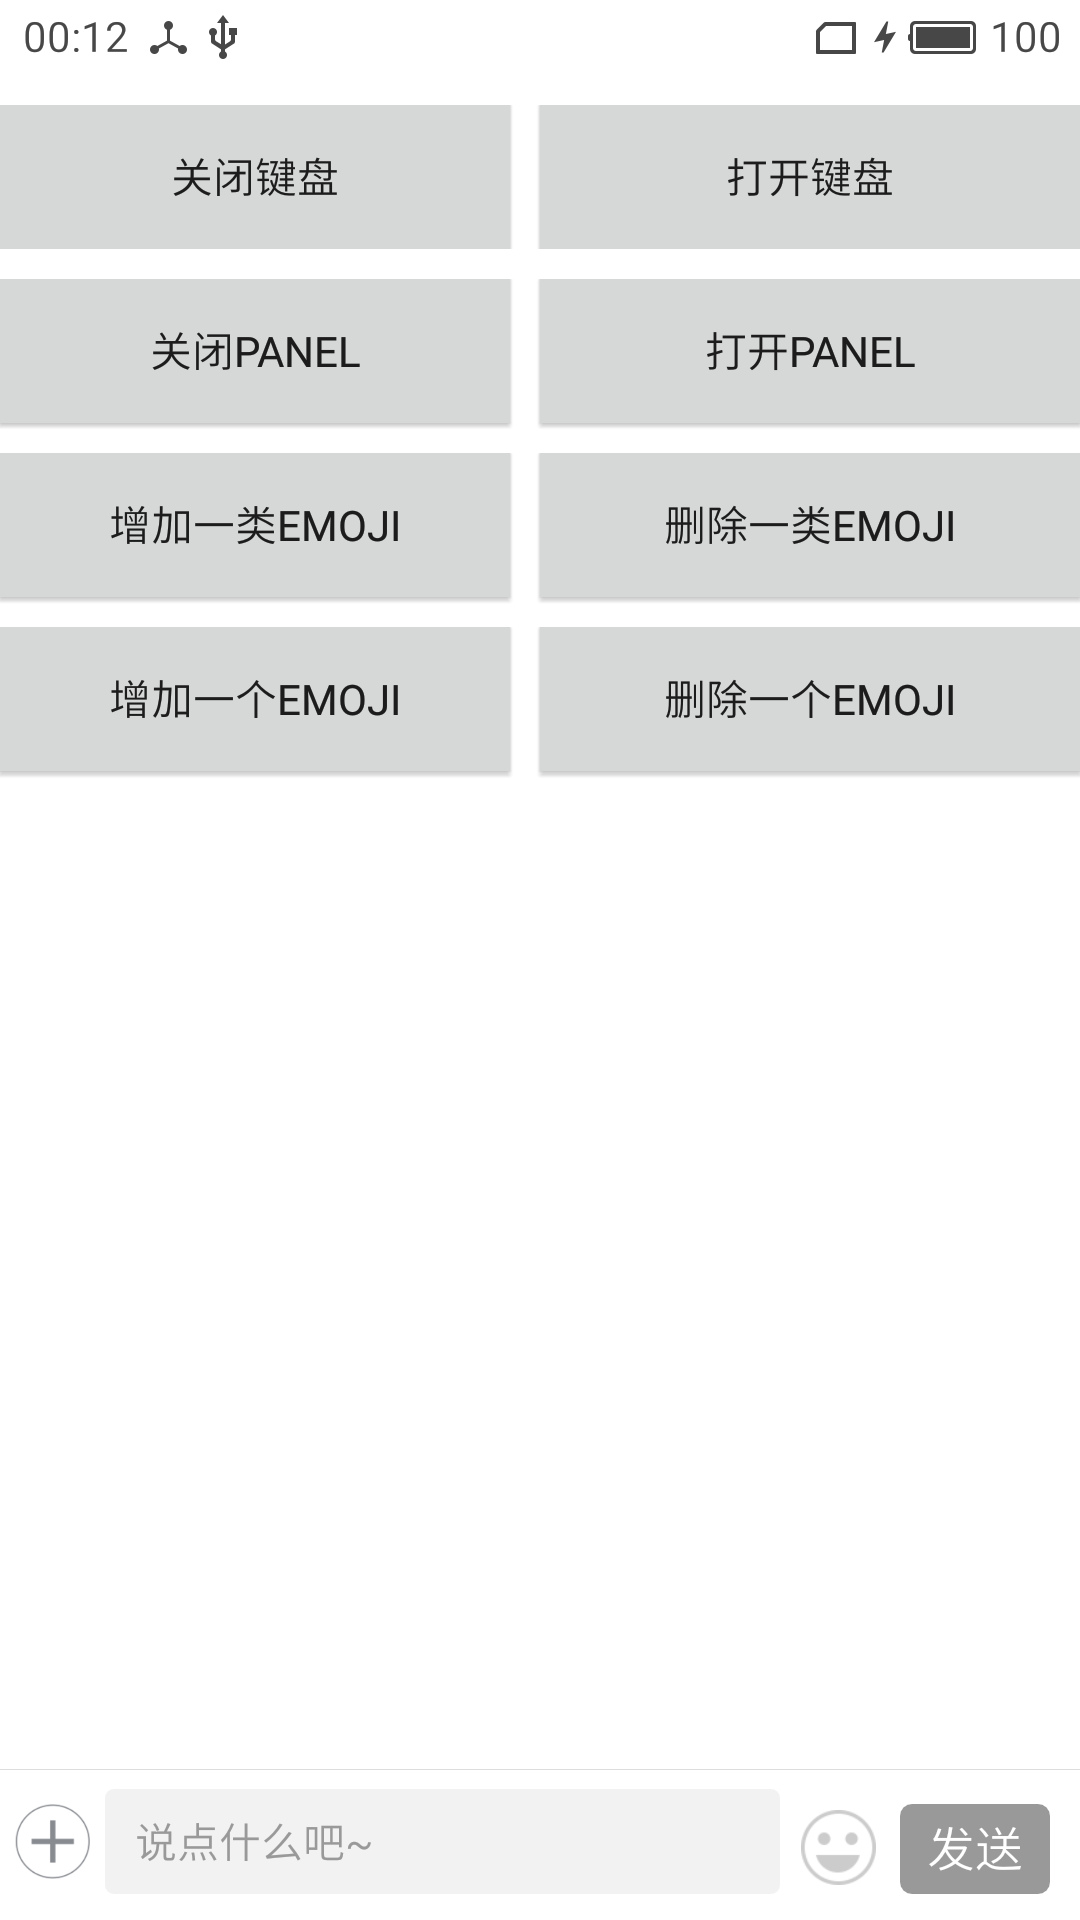 00:12 100
关闭键盘 打开键盘
关闭PANEL 打开PANEL
增加一类EMOJI 删除一类EMOJI
增加一个EMOJI 删除一个EMOJI
说点什么吧~ 发送